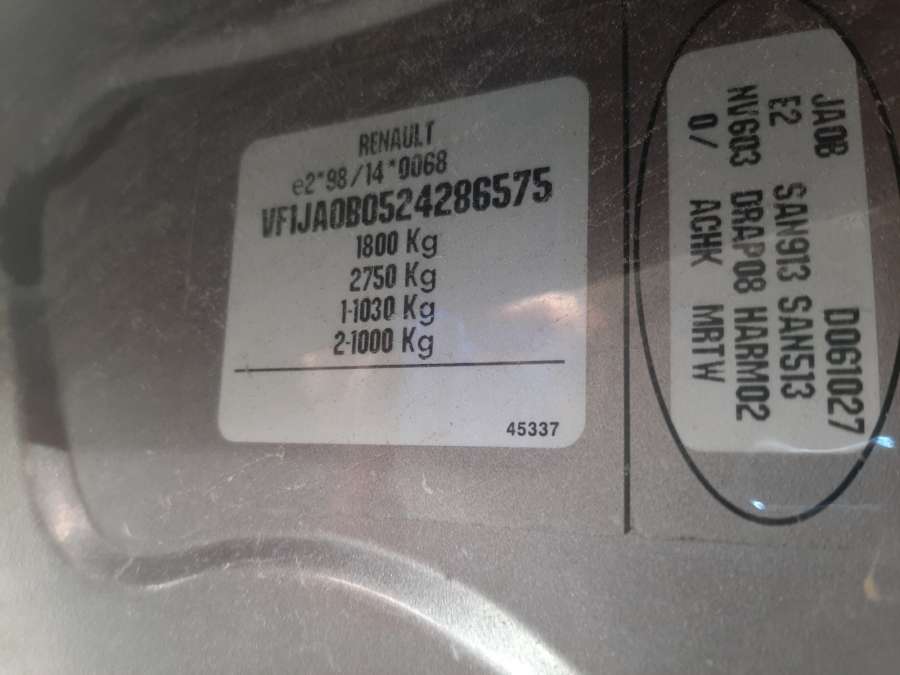 RENAULT
e2*98/14*0068
VF1JA0B0524286575
1800 Kg
2750 Kg
1-1030 Kg
2-1000 Kg
45337
JA0B D061027
E2 SAN913 SAN513
NV603 DRAP08 HARM02
0/ ACHK MRTW